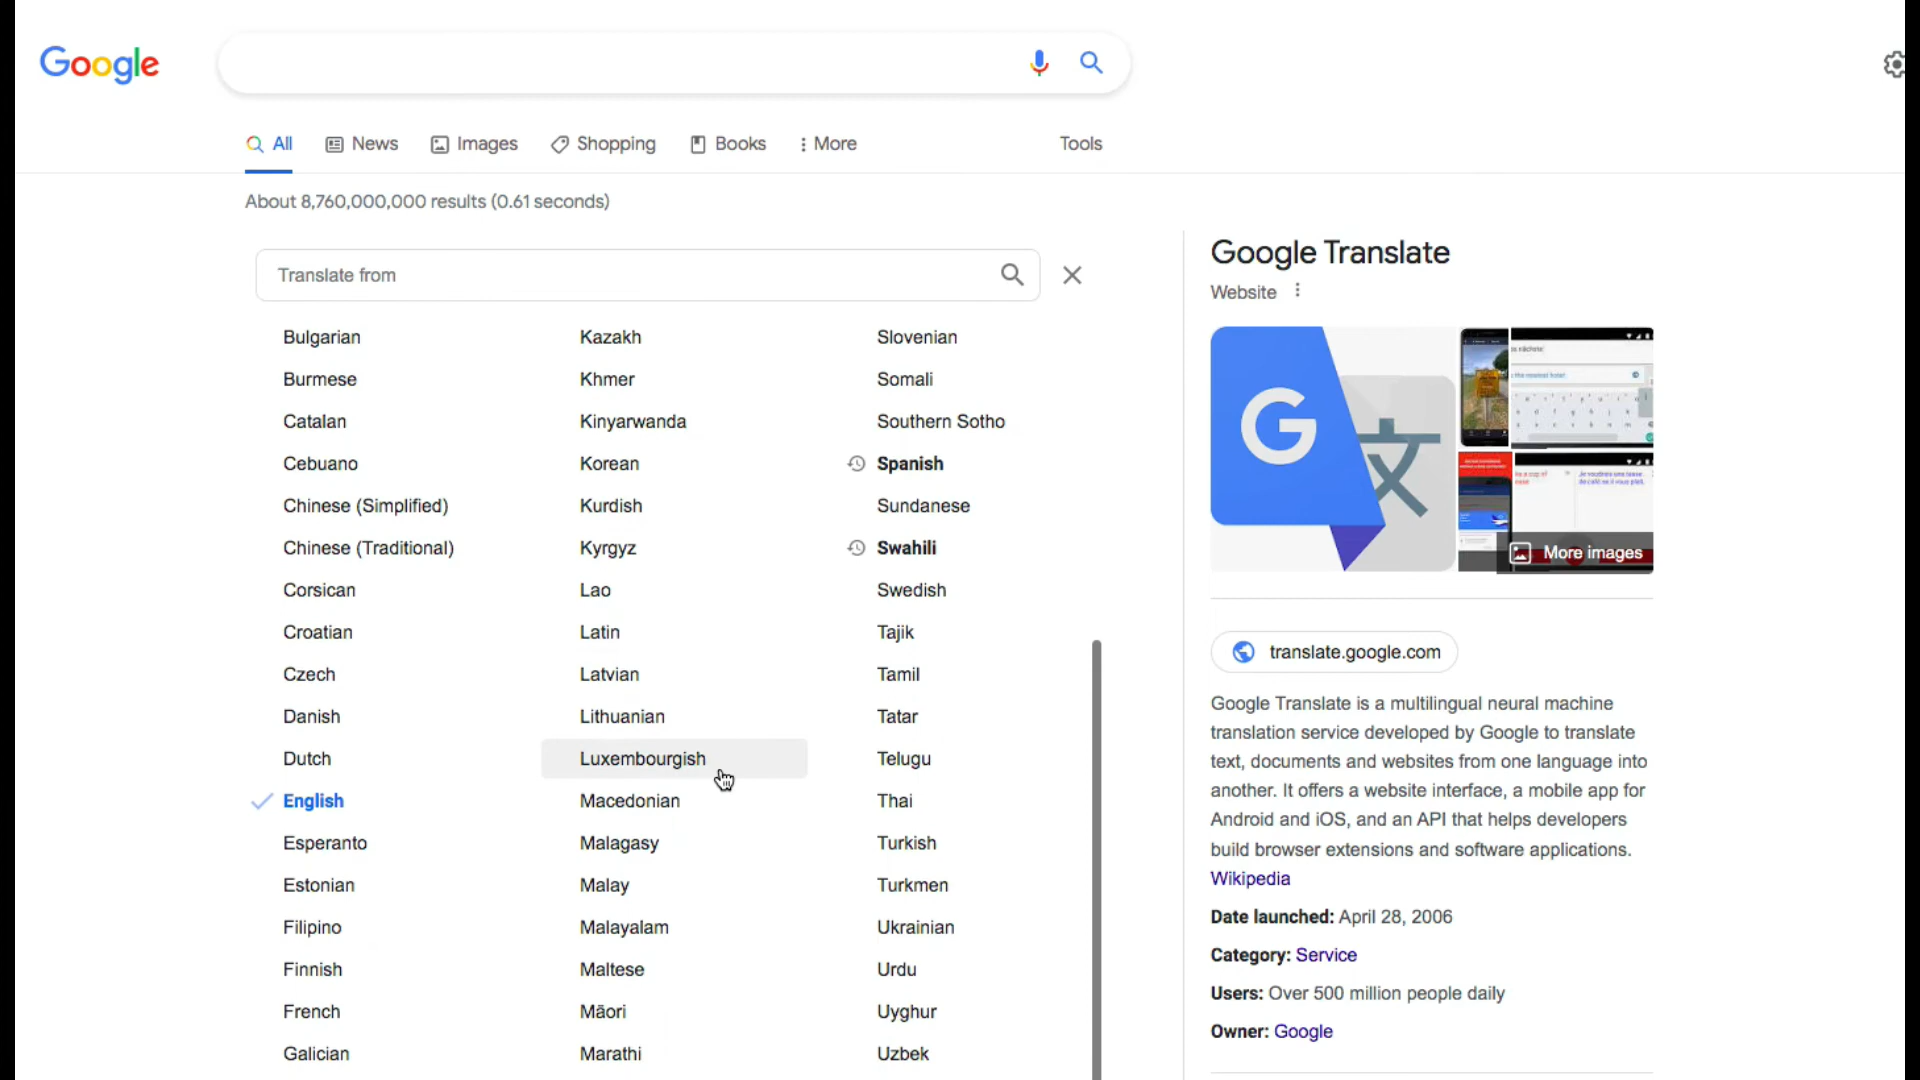 Google
All
News
Images
Shopping
Books
More
Tools
About 8,760,000,000 results (0.61 seconds)
Translate from
Bulgarian
Burmese
Catalan
Cebuano
Chinese (Simplified)
Chinese (Traditional)
Corsican
Croatian
Czech
Danish
Dutch
English
Esperanto
Estonian
Filipino
Finnish
French
Galician
Kazakh
Khmer
Kinyarwanda
Korean
Kurdish
Kyrgyz
Lao
Latin
Latvian
Lithuanian
Luxembourgish
Macedonian
Malagasy
Malay
Malayalam
Maltese
Māori
Marathi
Slovenian
Somali
Southern Sotho
Spanish
Sundanese
Swahili
Swedish
Tajik
Tamil
Tatar
Telugu
Thai
Turkish
Turkmen
Ukrainian
Urdu
Uyghur
Uzbek
Google Translate
Website
G
文
More images
translate.google.com
Google Translate is a multilingual neural machine
translation service developed by Google to translate
text, documents and websites from one language into
another. It offers a website interface, a mobile app for
Android and iOS, and an API that helps developers
build browser extensions and software applications.
Wikipedia
Date launched: April 28, 2006
Category: Service
Users: Over 500 million people daily
Owner: Google